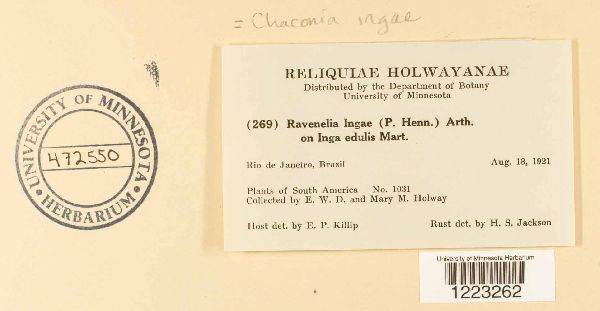 = Chaconia ingae
RELIQUIAE HOLWAYANAE
Distributed by the Department of Botany
University of Minnesota
(269) Ravenelia Ingae (P. Henn.) Arth.
on Inga edulis Mart.
Rio de Janeiro, Brazil Aug. 18, 1921
Plants of South America No. 1031
Collected by E. W. D. and Mary M. Holway
Host det. by E. P. Killip Rust det. by H. S. Jackson
UNIVERSITY OF MINNESOTA
472550
HERBARIUM
University of Minnesota Herbarium
1223262